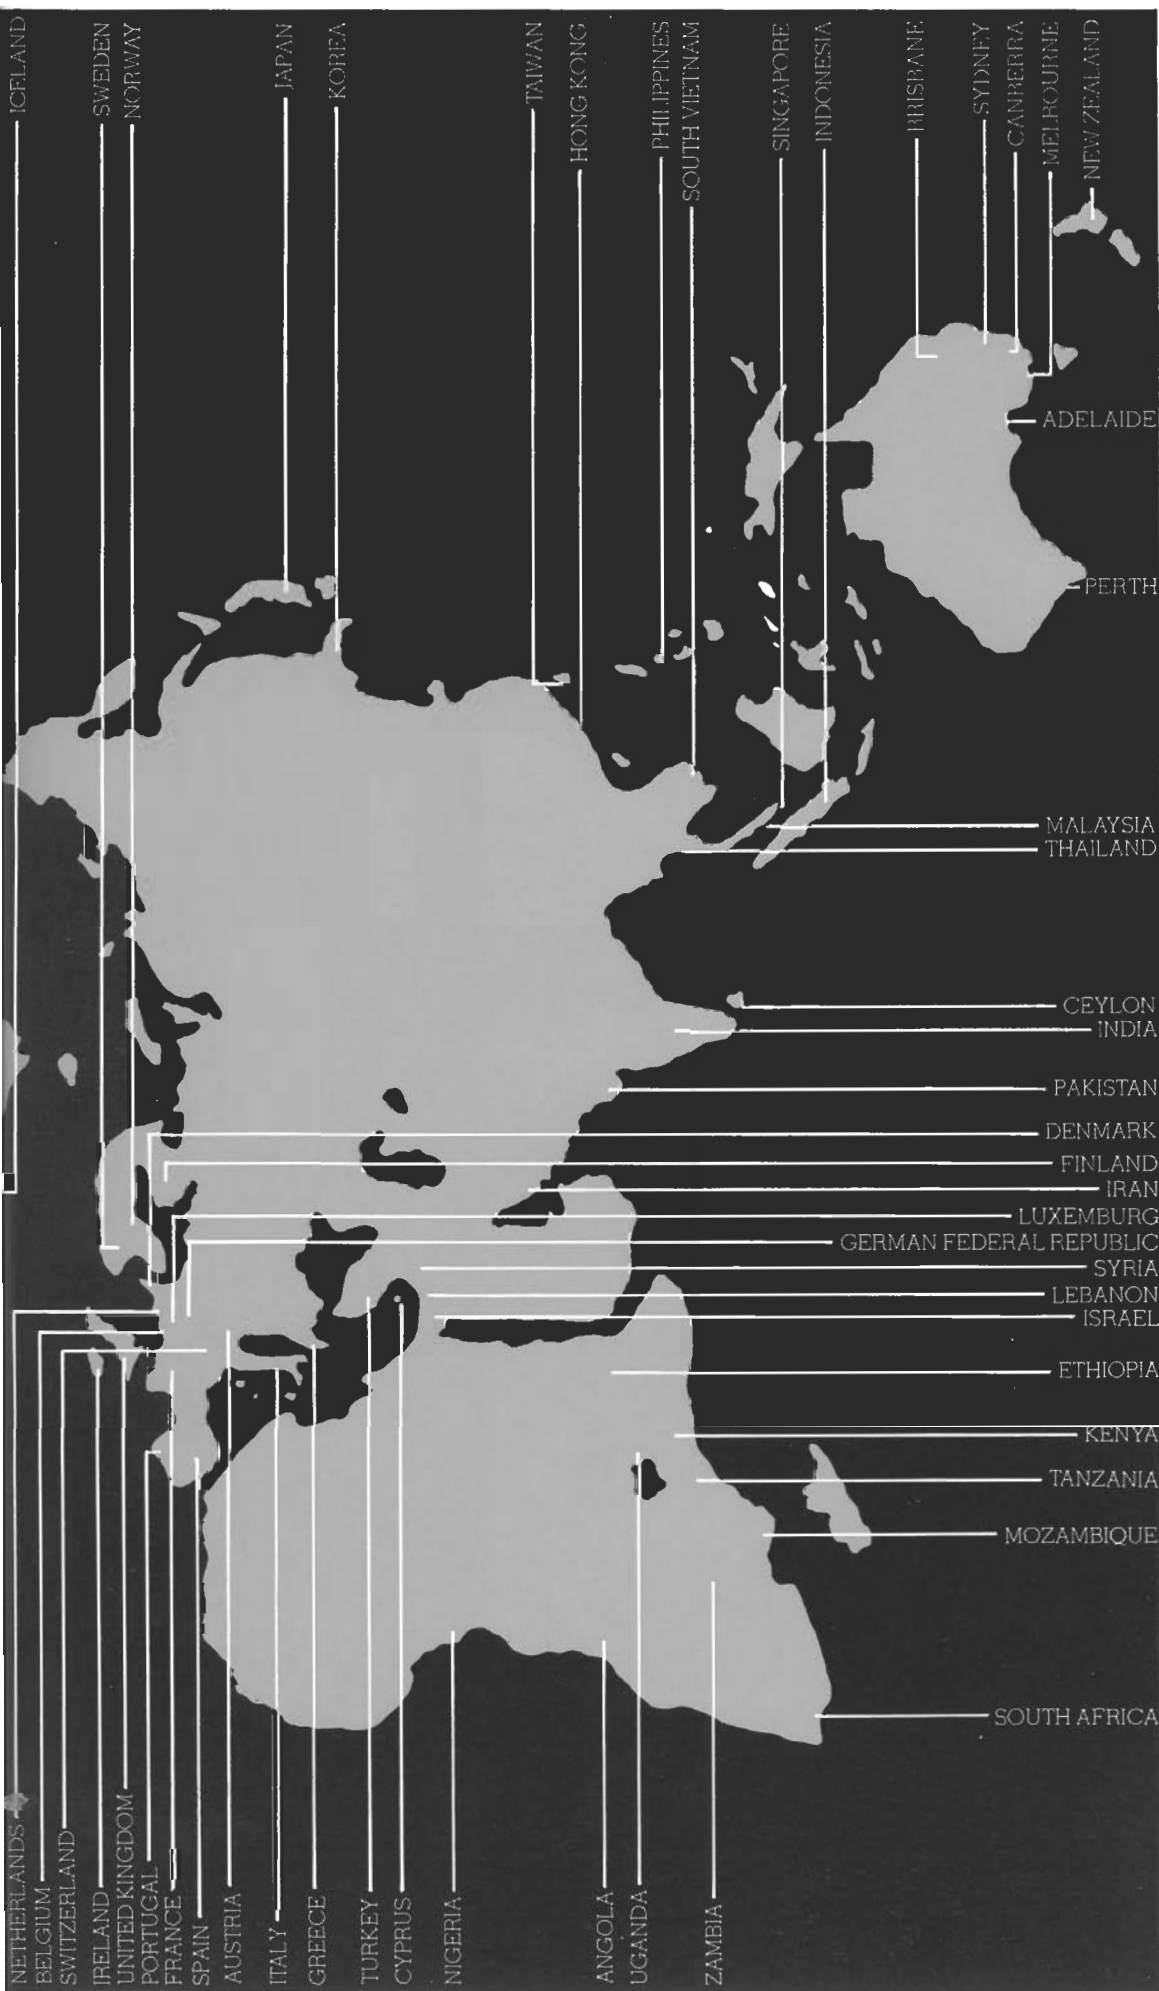 ICELAND
SWEDEN
NORWAY
JAPAN
KOREA
TAIWAN
HONG KONG
PHILIPPINES
SOUTH VIETNAM
SINGAPORE
INDONESIA
BRISBANE
SYDNEY
CANBERRA
MELBOURNE
NEW ZEALAND
ADELAIDE
PERTH
MALAYSIA
THAILAND
CEYLON
INDIA
PAKISTAN
DENMARK
FINLAND
IRAN
LUXEMBURG
GERMAN FEDERAL REPUBLIC
SYRIA
LEBANON
ISRAEL
ETHIOPIA
KENYA
TANZANIA
MOZAMBIQUE
SOUTH AFRICA
NETHERLANDS
BELGIUM
SWITZERLAND
IRELAND
UNITED KINGDOM
PORTUGAL
FRANCE
SPAIN
AUSTRIA
ITALY
GREECE
TURKEY
CYPRUS
NIGERIA
ANGOLA
UGANDA
ZAMBIA